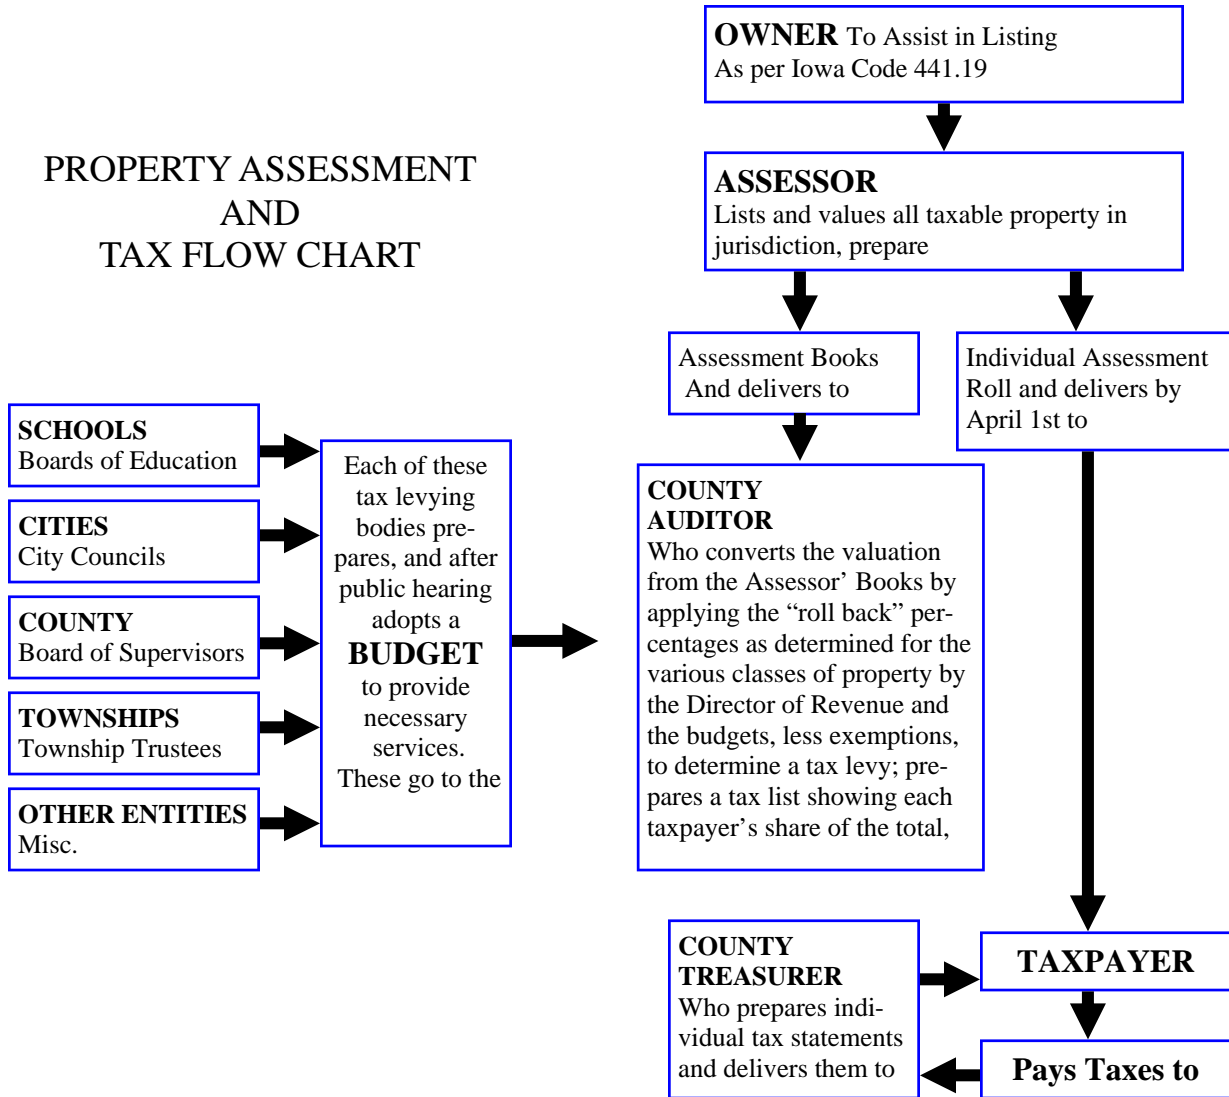 OWNER To Assist in Listing
As per Iowa Code 441.19
PROPERTY ASSESSMENT
AND
TAX FLOW CHART
ASSESSOR
Lists and values all taxable property in
jurisdiction, prepare
Assessment Books
And delivers to
Individual Assessment
Roll and delivers by
April 1st to
SCHOOLS
Boards of Education
CITIES
City Councils
COUNTY
Board of Supervisors
TOWNSHIPS
Township Trustees
OTHER ENTITIES
Misc.
Each of these
tax levying
bodies pre-
pares, and after
public hearing
adopts a
BUDGET
to provide
necessary
services.
These go to the
COUNTY
AUDITOR
Who converts the valuation
from the Assessor’ Books by
applying the “roll back” per-
centages as determined for the
various classes of property by
the Director of Revenue and
the budgets, less exemptions,
to determine a tax levy; pre-
pares a tax list showing each
taxpayer’s share of the total,
COUNTY
TREASURER
Who prepares indi-
vidual tax statements
and delivers them to
TAXPAYER
Pays Taxes to